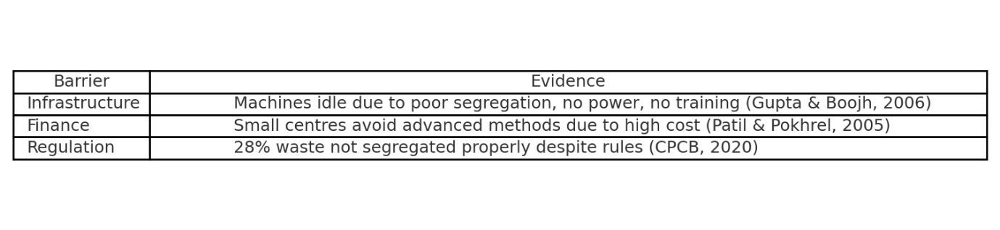 Barrier Evidence
Infrastructure Machines idle due to poor segregation, no power, no training (Gupta & Boojh, 2006)
Finance Small centres avoid advanced methods due to high cost (Patil & Pokhrel, 2005)
Regulation 28% waste not segregated properly despite rules (CPCB, 2020)